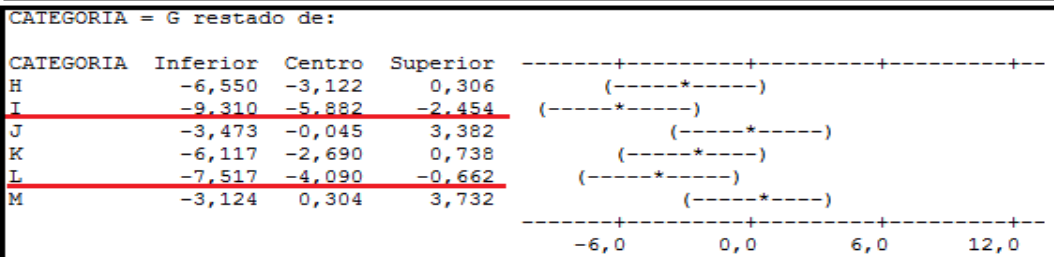 CATEGORIA = G restado de:
CATEGORIA  Inferior  Centro  Superior  -------+---------+---------+---------+--
H            -6,550  -3,122     0,306        (-----*-----)
I            -9,310  -5,882    -2,454   (-----*-----)
J            -3,473  -0,045     3,382             (-----*-----)
K            -6,117  -2,690     0,738         (-----*----)
L            -7,517  -4,090    -0,662      (-----*-----)
M            -3,124   0,304     3,732              (-----*----)
-------+---------+---------+---------+--
-6,0       0,0       6,0      12,0